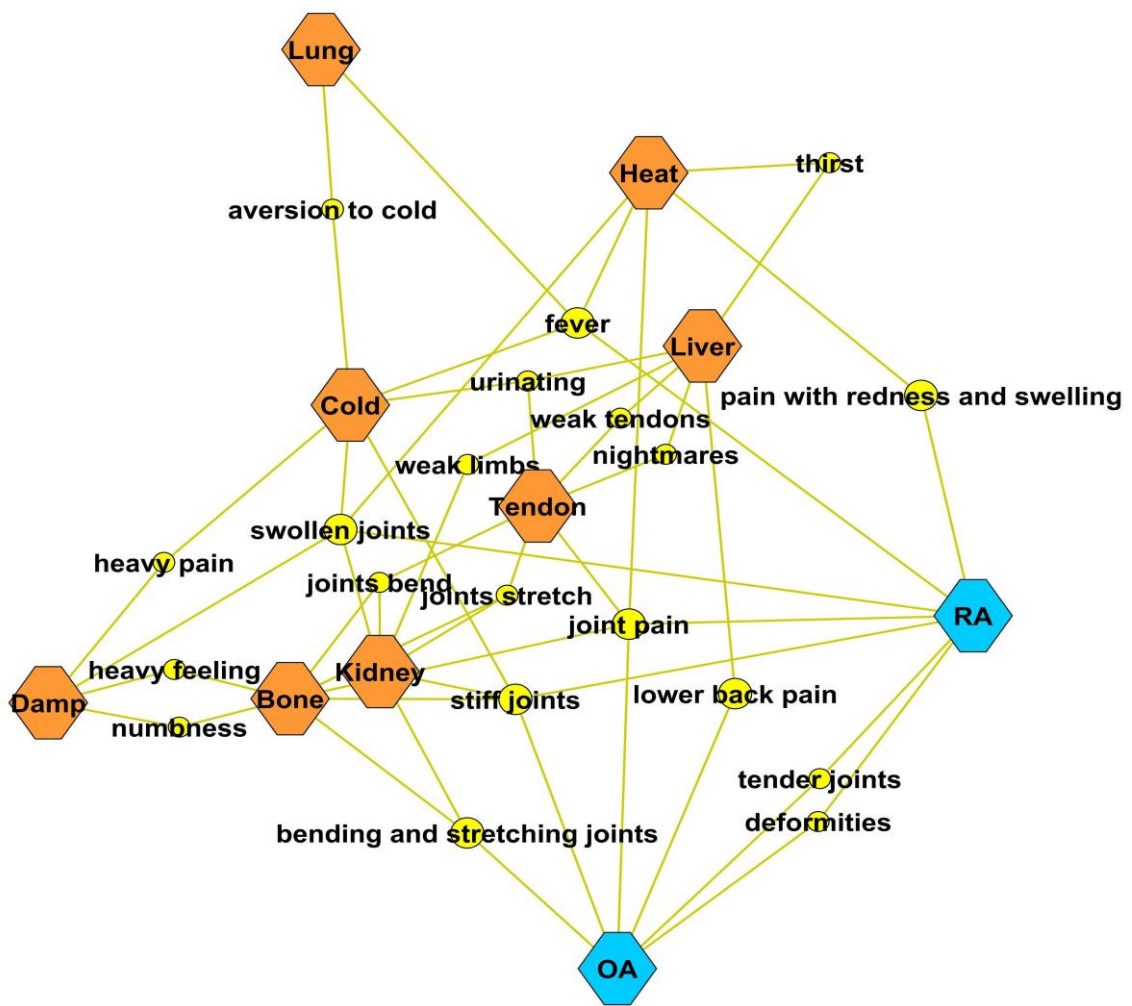 Lung
Heat
thirst
aversion to cold
fever
Liver
urinating
pain with redness and swelling
Cold
weak tendons
nightmares
weak limbs
Tendon
swollen joints
heavy pain
joints bend
joints stretch
joint pain
RA
heavy feeling
Kidney
Damp
Bone
stiff joints
lower back pain
numbness
tender joints
deformities
bending and stretching joints
OA